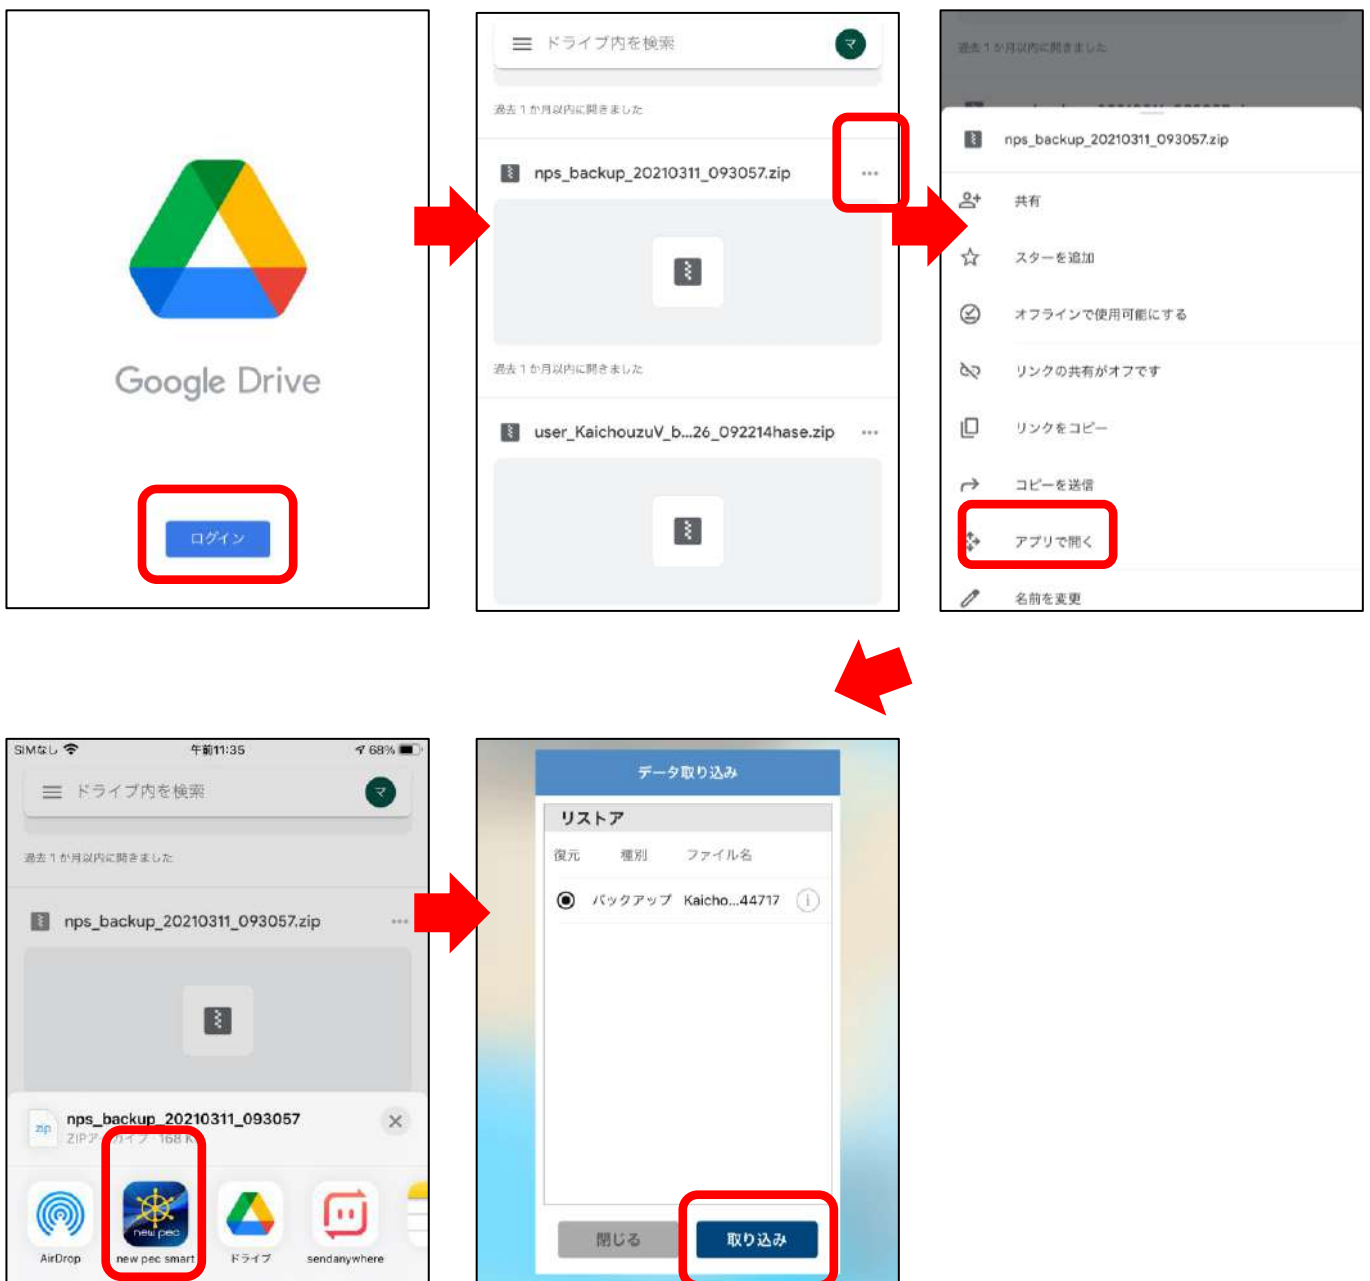 Google Drive
ログイン
ドライブ内を検索
マ
過去1か月以内に開きました
nps_backup_20210311_093057.zip
過去1か月以内に開きました
user_KaichouzuV_b...26_092214hase.zip
過去1か月以内に開きました
nps_backup_20210311_093057.zip
共有
スターを追加
オフラインで使用可能にする
リンクの共有がオフです
リンクをコピー
コピーを送信
アプリで開く
名前を変更
SIMなし 午前11:35 68%
ドライブ内を検索
マ
過去1か月以内に開きました
nps_backup_20210311_093057.zip
zip
nps_backup_20210311_093057
168
new pec
AirDrop new pec smart ドライブ sendanywhere
データ取り込み
リストア
復元 種別 ファイル名
バックアップ Kaicho...44717
閉じる 取り込み